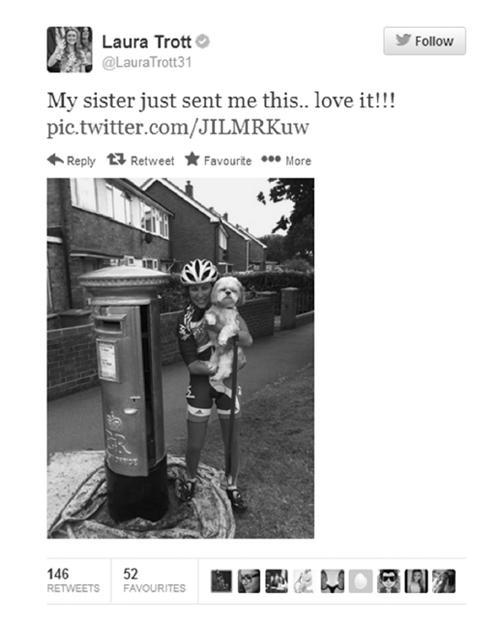 Laura Trott
@LauraTrott31
Follow
My sister just sent me this.. love it!!!
pic.twitter.com/JILMRKuw
Reply Retweet Favourite More
E R
146
RETWEETS
52
FAVOURITES